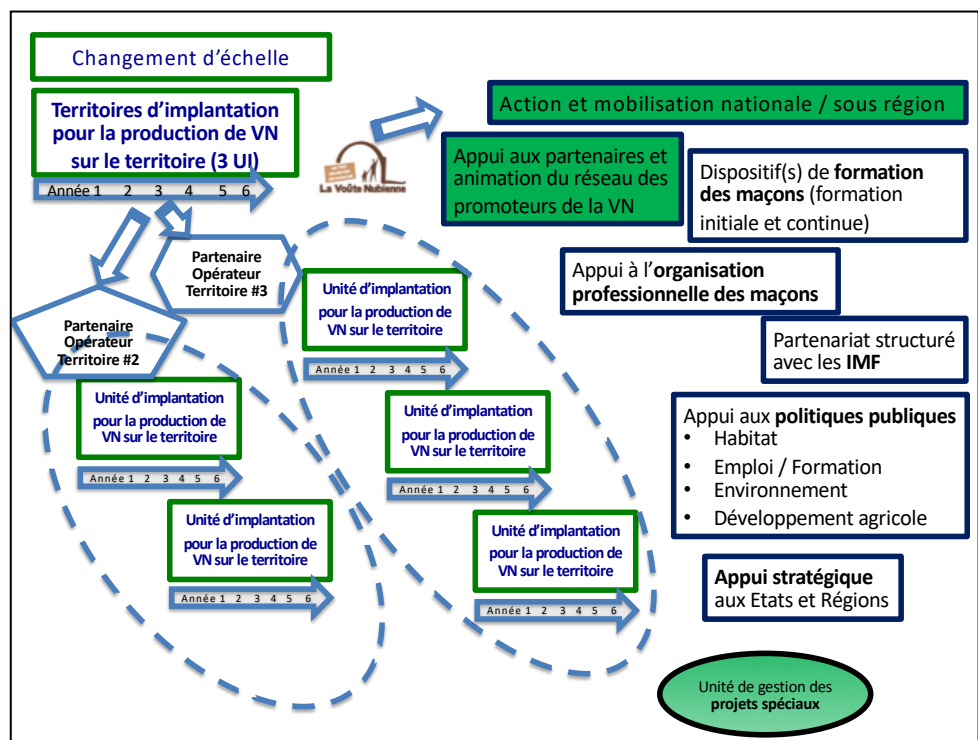 Changement d'échelle
Territoires d'implantation
pour la production de VN
sur le territoire (3 UI)
Année 1 2 3 4 5 6
La Voûte Nubienne
Action et mobilisation nationale / sous région
Appui aux partenaires et
animation du réseau des
promoteurs de la VN
Dispositif(s) de formation
des maçons (formation
initiale et continue)
Appui à l'organisation
professionnelle des maçons
Partenariat structuré
avec les IMF
Appui aux politiques publiques
• Habitat
• Emploi / Formation
• Environnement
• Développement agricole
Appui stratégique
aux Etats et Régions
Unité de gestion des
projets spéciaux
Partenaire
Opérateur
Territoire #3
Partenaire
Opérateur
Territoire #2
Unité d'implantation
pour la production de
VN sur le territoire
Année 1 2 3 4 5 6
Unité d'implantation
pour la production de
VN sur le territoire
Année 1 2 3 4 5 6
Unité d'implantation
pour la production de
VN sur le territoire
Année 1 2 3 4 5 6
Unité d'implantation
pour la production de
VN sur le territoire
Année 1 2 3 4 5 6
Unité d'implantation
pour la production de
VN sur le territoire
Année 1 2 3 4 5 6